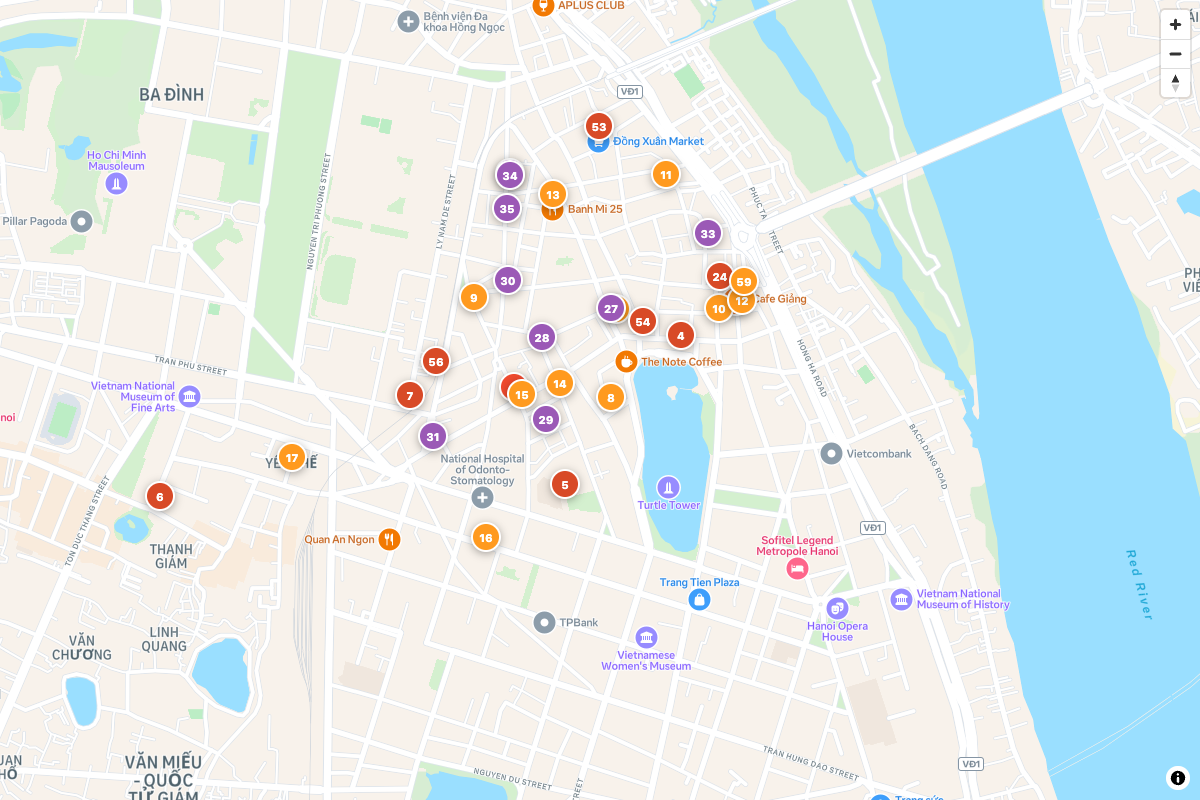 APLUS CLUB
Bệnh viện Đa
khoa Hồng Ngọc
BA ĐÌNH
VĐ1
53
Đồng Xuân Market
Ho Chi Minh
Mausoleum
34
13
11
35
Banh Mi 25
Pillar Pagoda
NGUYEN TRI PHUONG STREET
LY NAM DE STREET
PHUC TA
STREET
33
24
59
30
9
27
10
12
Cafe Giảng
54
4
28
The Note Coffee
TRAN PHU STREET
56
HONG HA ROAD
Vietnam National
Museum of
Fine Arts
7
15
14
8
29
31
BACH DANG ROAD
National Hospital
of Odonto-
Stomatology
Vietcombank
17
5
6
Turtle Tower
TON DUC THANG STREET
VĐ1
Quan An Ngon
16
Sofitel Legend
Metropole Hanoi
THANH
GIÁM
Red River
Trang Tien Plaza
Vietnam National
Museum of History
Hanoi Opera
House
TPBank
VĂN
CHƯƠNG
LINH
QUANG
Vietnamese
Women's Museum
VĂN MIẾU
- QUỐC
TỬ GIÁM
TRAN HUNG DAO STREET
VĐ1
NGUYEN DU STREET
STREET